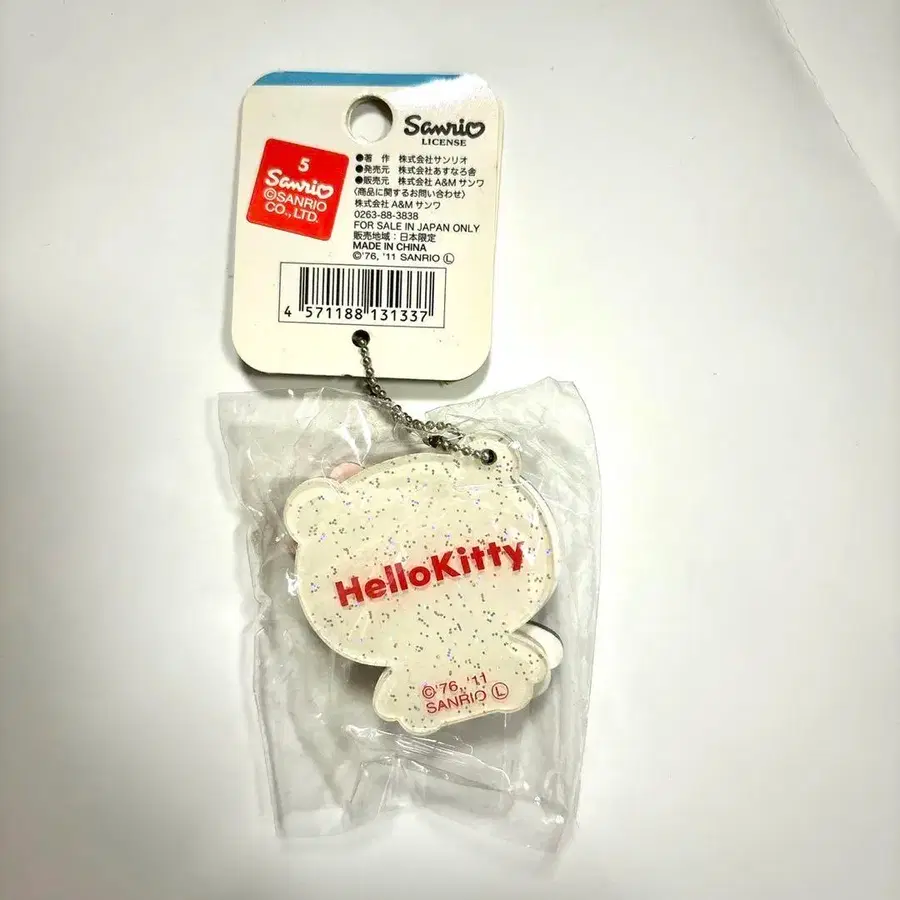 Sanrio
LICENSE
5
Sanrio
©SANRIO
CO., LTD.
●著 作 株式会社サンリオ
●発売元 株式会社あすなろ舎
●販売元 株式会社 A&M サンワ
〈商品に関するお問い合わせ〉
株式会社 A&M サンワ
0263-88-3838
FOR SALE IN JAPAN ONLY
販売地域：日本限定
MADE IN CHINA
©'76, '11 SANRIO Ⓛ
4 571188 131337
HelloKitty
©'76, '11
SANRIO Ⓛ